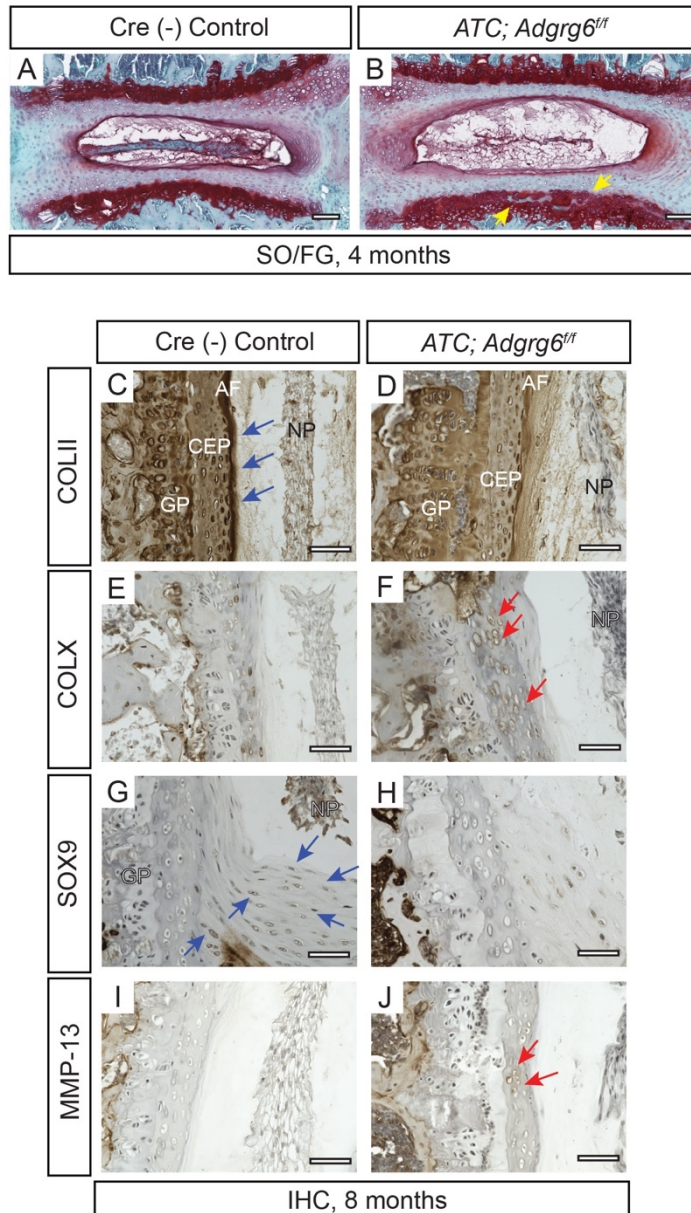 Cre (-) Control
ATC; Adgrg6f/f
A
B
SO/FG, 4 months
Cre (-) Control
ATC; Adgrg6f/f
COLII
C
AF
CEP
NP
GP
D
AF
CEP
NP
GP
COLX
E
F
NP
SOX9
G
NP
GP
H
MMP-13
I
J
IHC, 8 months